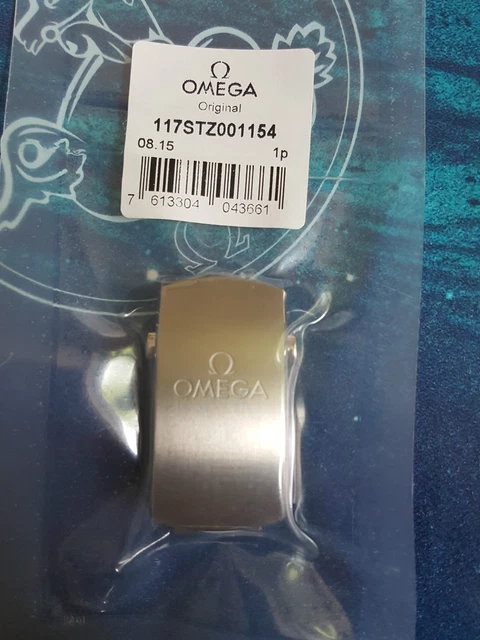 Ω
OMEGA
Original
117STZ001154
08.15 1p
7 613304 043661
Ω
OMEGA